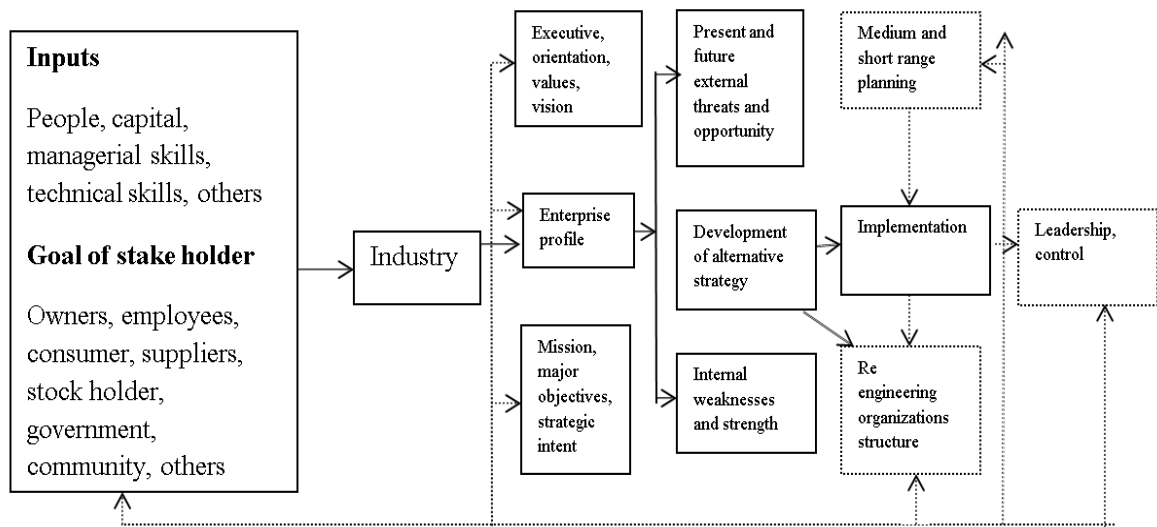 Inputs
People, capital,
managerial skills,
technical skills, others
Goal of stake holder
Owners, employees,
consumer, suppliers,
stock holder,
government,
community, others
Industry
Executive,
orientation,
values,
vision
Enterprise
profile
Mission,
major
objectives,
strategic
intent
Present and
future
external
threats and
opportunity
Development
of alternative
strategy
Internal
weaknesses
and strength
Medium and
short range
planning
Implementation
Re
engineering
organizations
structure
Leadership,
control